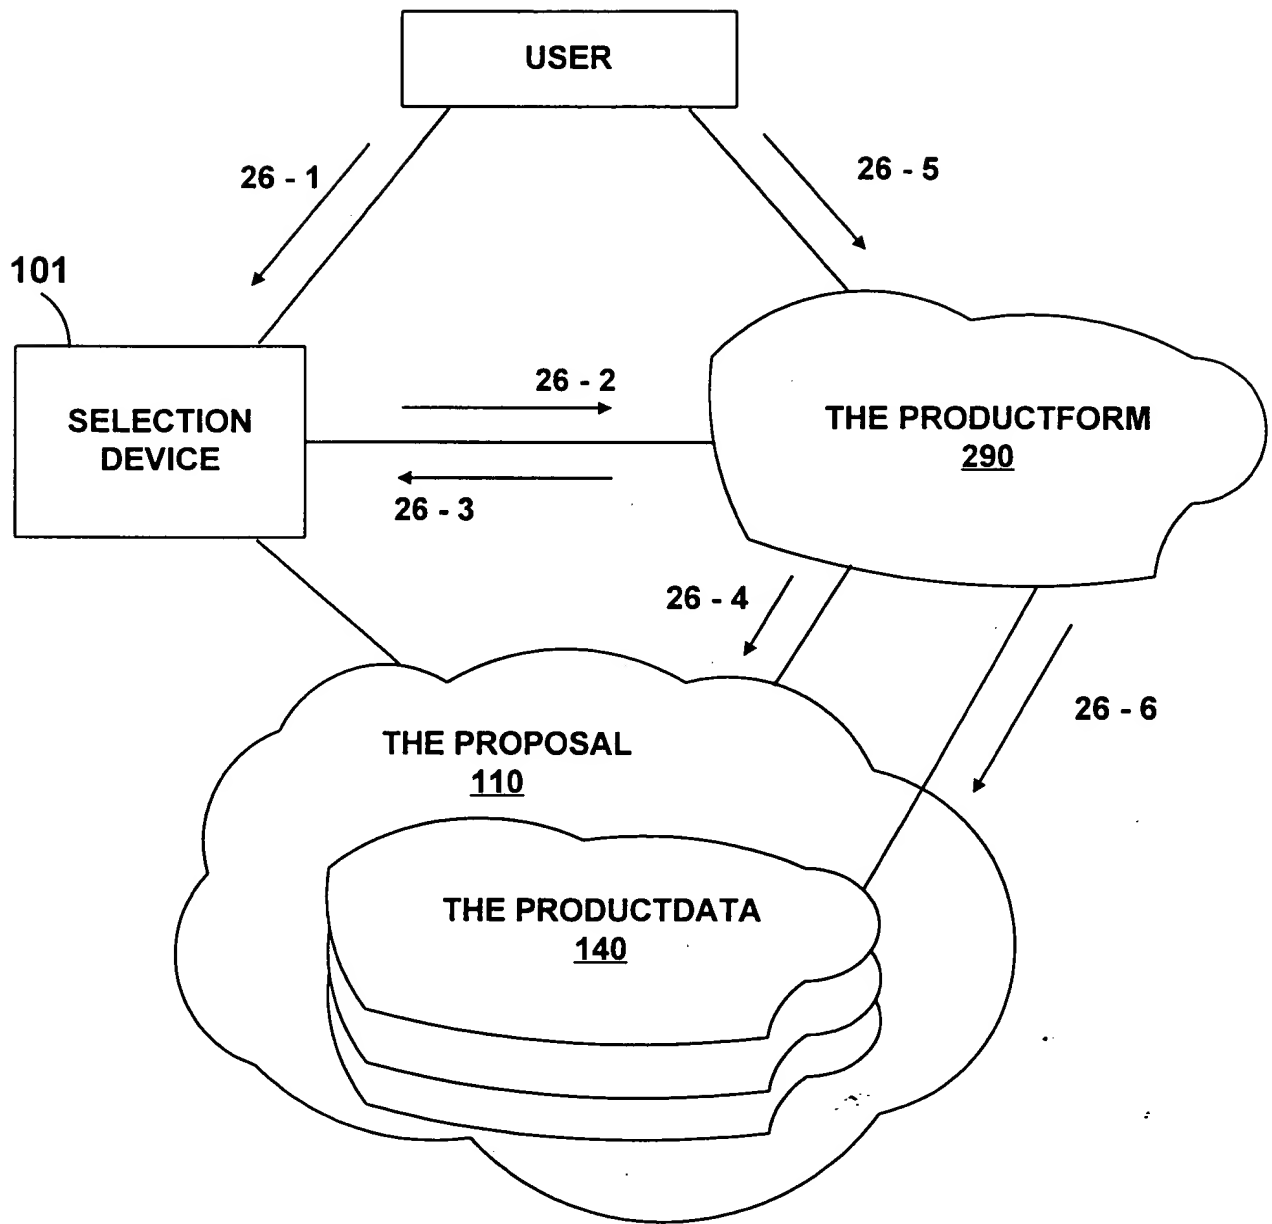 USER
26 - 1
26 - 5
101
SELECTION
DEVICE
26 - 2
26 - 3
THE PRODUCTFORM
290
26 - 4
26 - 6
THE PROPOSAL
110
THE PRODUCTDATA
140